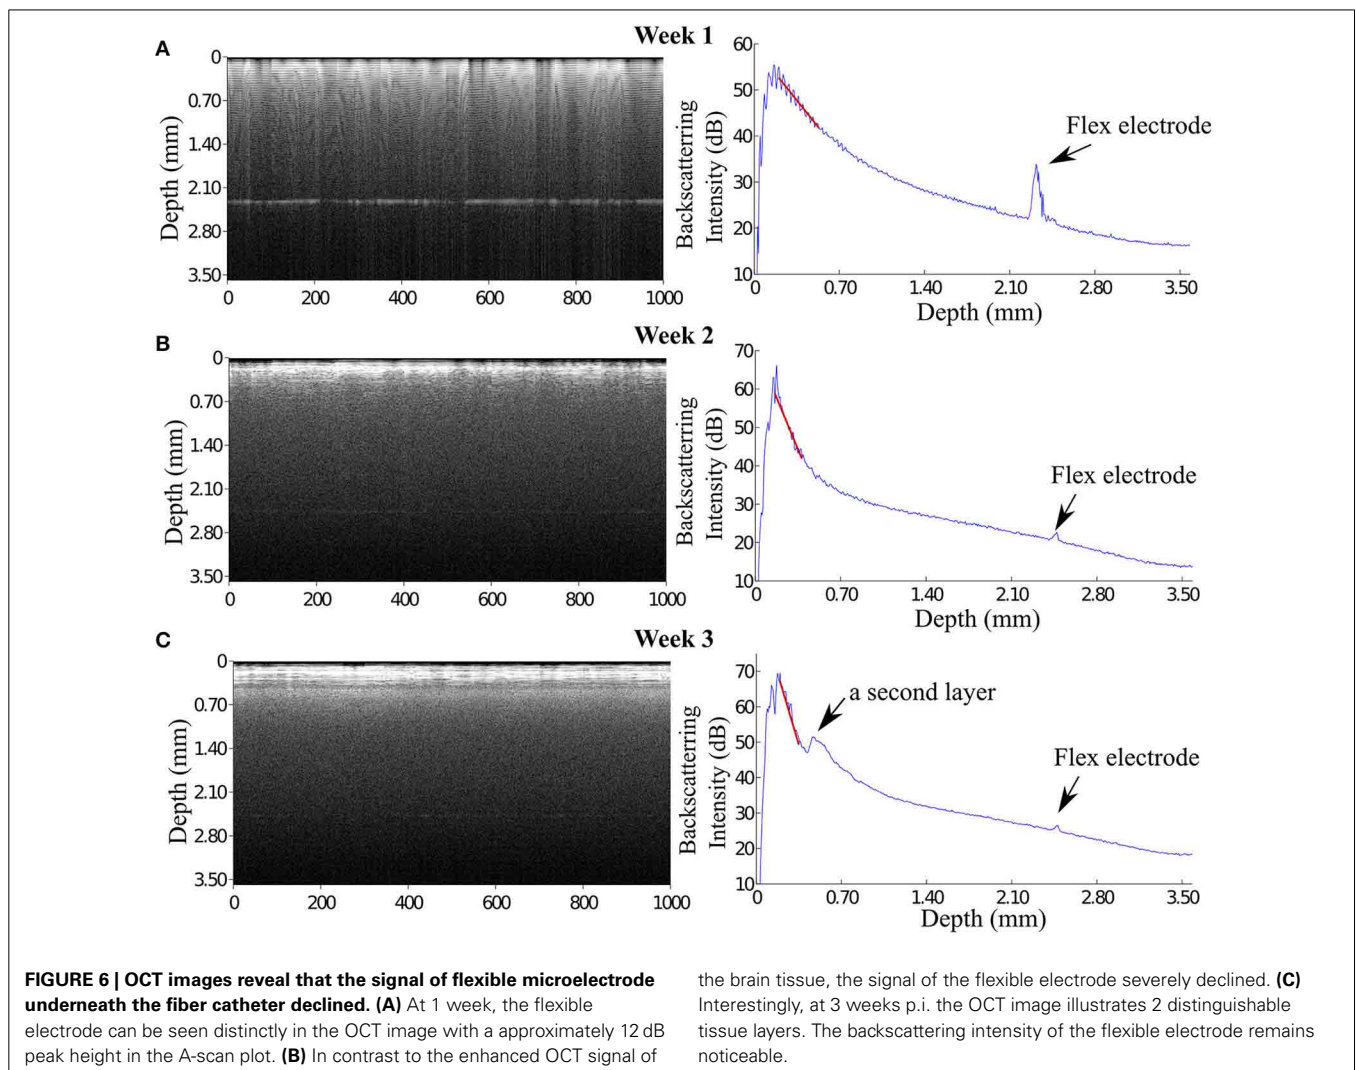 Week 1
A
0
0.70
1.40
2.10
2.80
3.50
Depth (mm)
0 200 400 600 800 1000
Backscatterring
Intensity (dB)
60
50
40
30
20
10
Flex electrode
0 0.70 1.40 2.10 2.80 3.50
Depth (mm)
Week 2
B
0
0.70
1.40
2.10
2.80
3.50
Depth (mm)
0 200 400 600 800 1000
Backscatterring
Intensity (dB)
70
60
50
40
30
20
10
Flex electrode
0 0.70 1.40 2.10 2.80 3.50
Depth (mm)
Week 3
C
0
0.70
1.40
2.10
2.80
3.50
Depth (mm)
0 200 400 600 800 1000
Backscatterring
Intensity (dB)
70
60
50
40
30
20
10
a second layer
Flex electrode
0 0.70 1.40 2.10 2.80 3.50
Depth (mm)
FIGURE 6 | OCT images reveal that the signal of flexible microelectrode
underneath the fiber catheter declined. (A) At 1 week, the flexible
electrode can be seen distinctly in the OCT image with a approximately 12 dB
peak height in the A-scan plot. (B) In contrast to the enhanced OCT signal of
the brain tissue, the signal of the flexible electrode severely declined. (C)
Interestingly, at 3 weeks p.i. the OCT image illustrates 2 distinguishable
tissue layers. The backscattering intensity of the flexible electrode remains
noticeable.